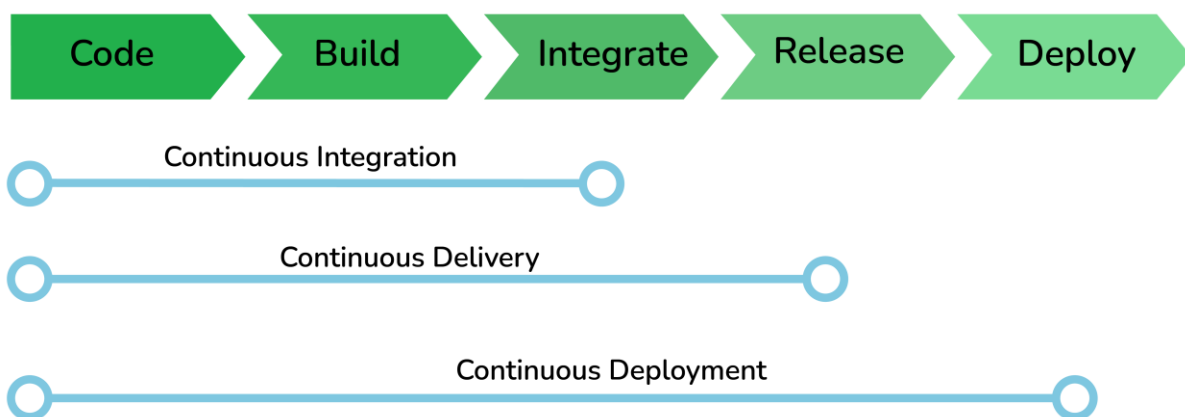 Code
Build
Integrate
Release
Deploy
Continuous Integration
Continuous Delivery
Continuous Deployment